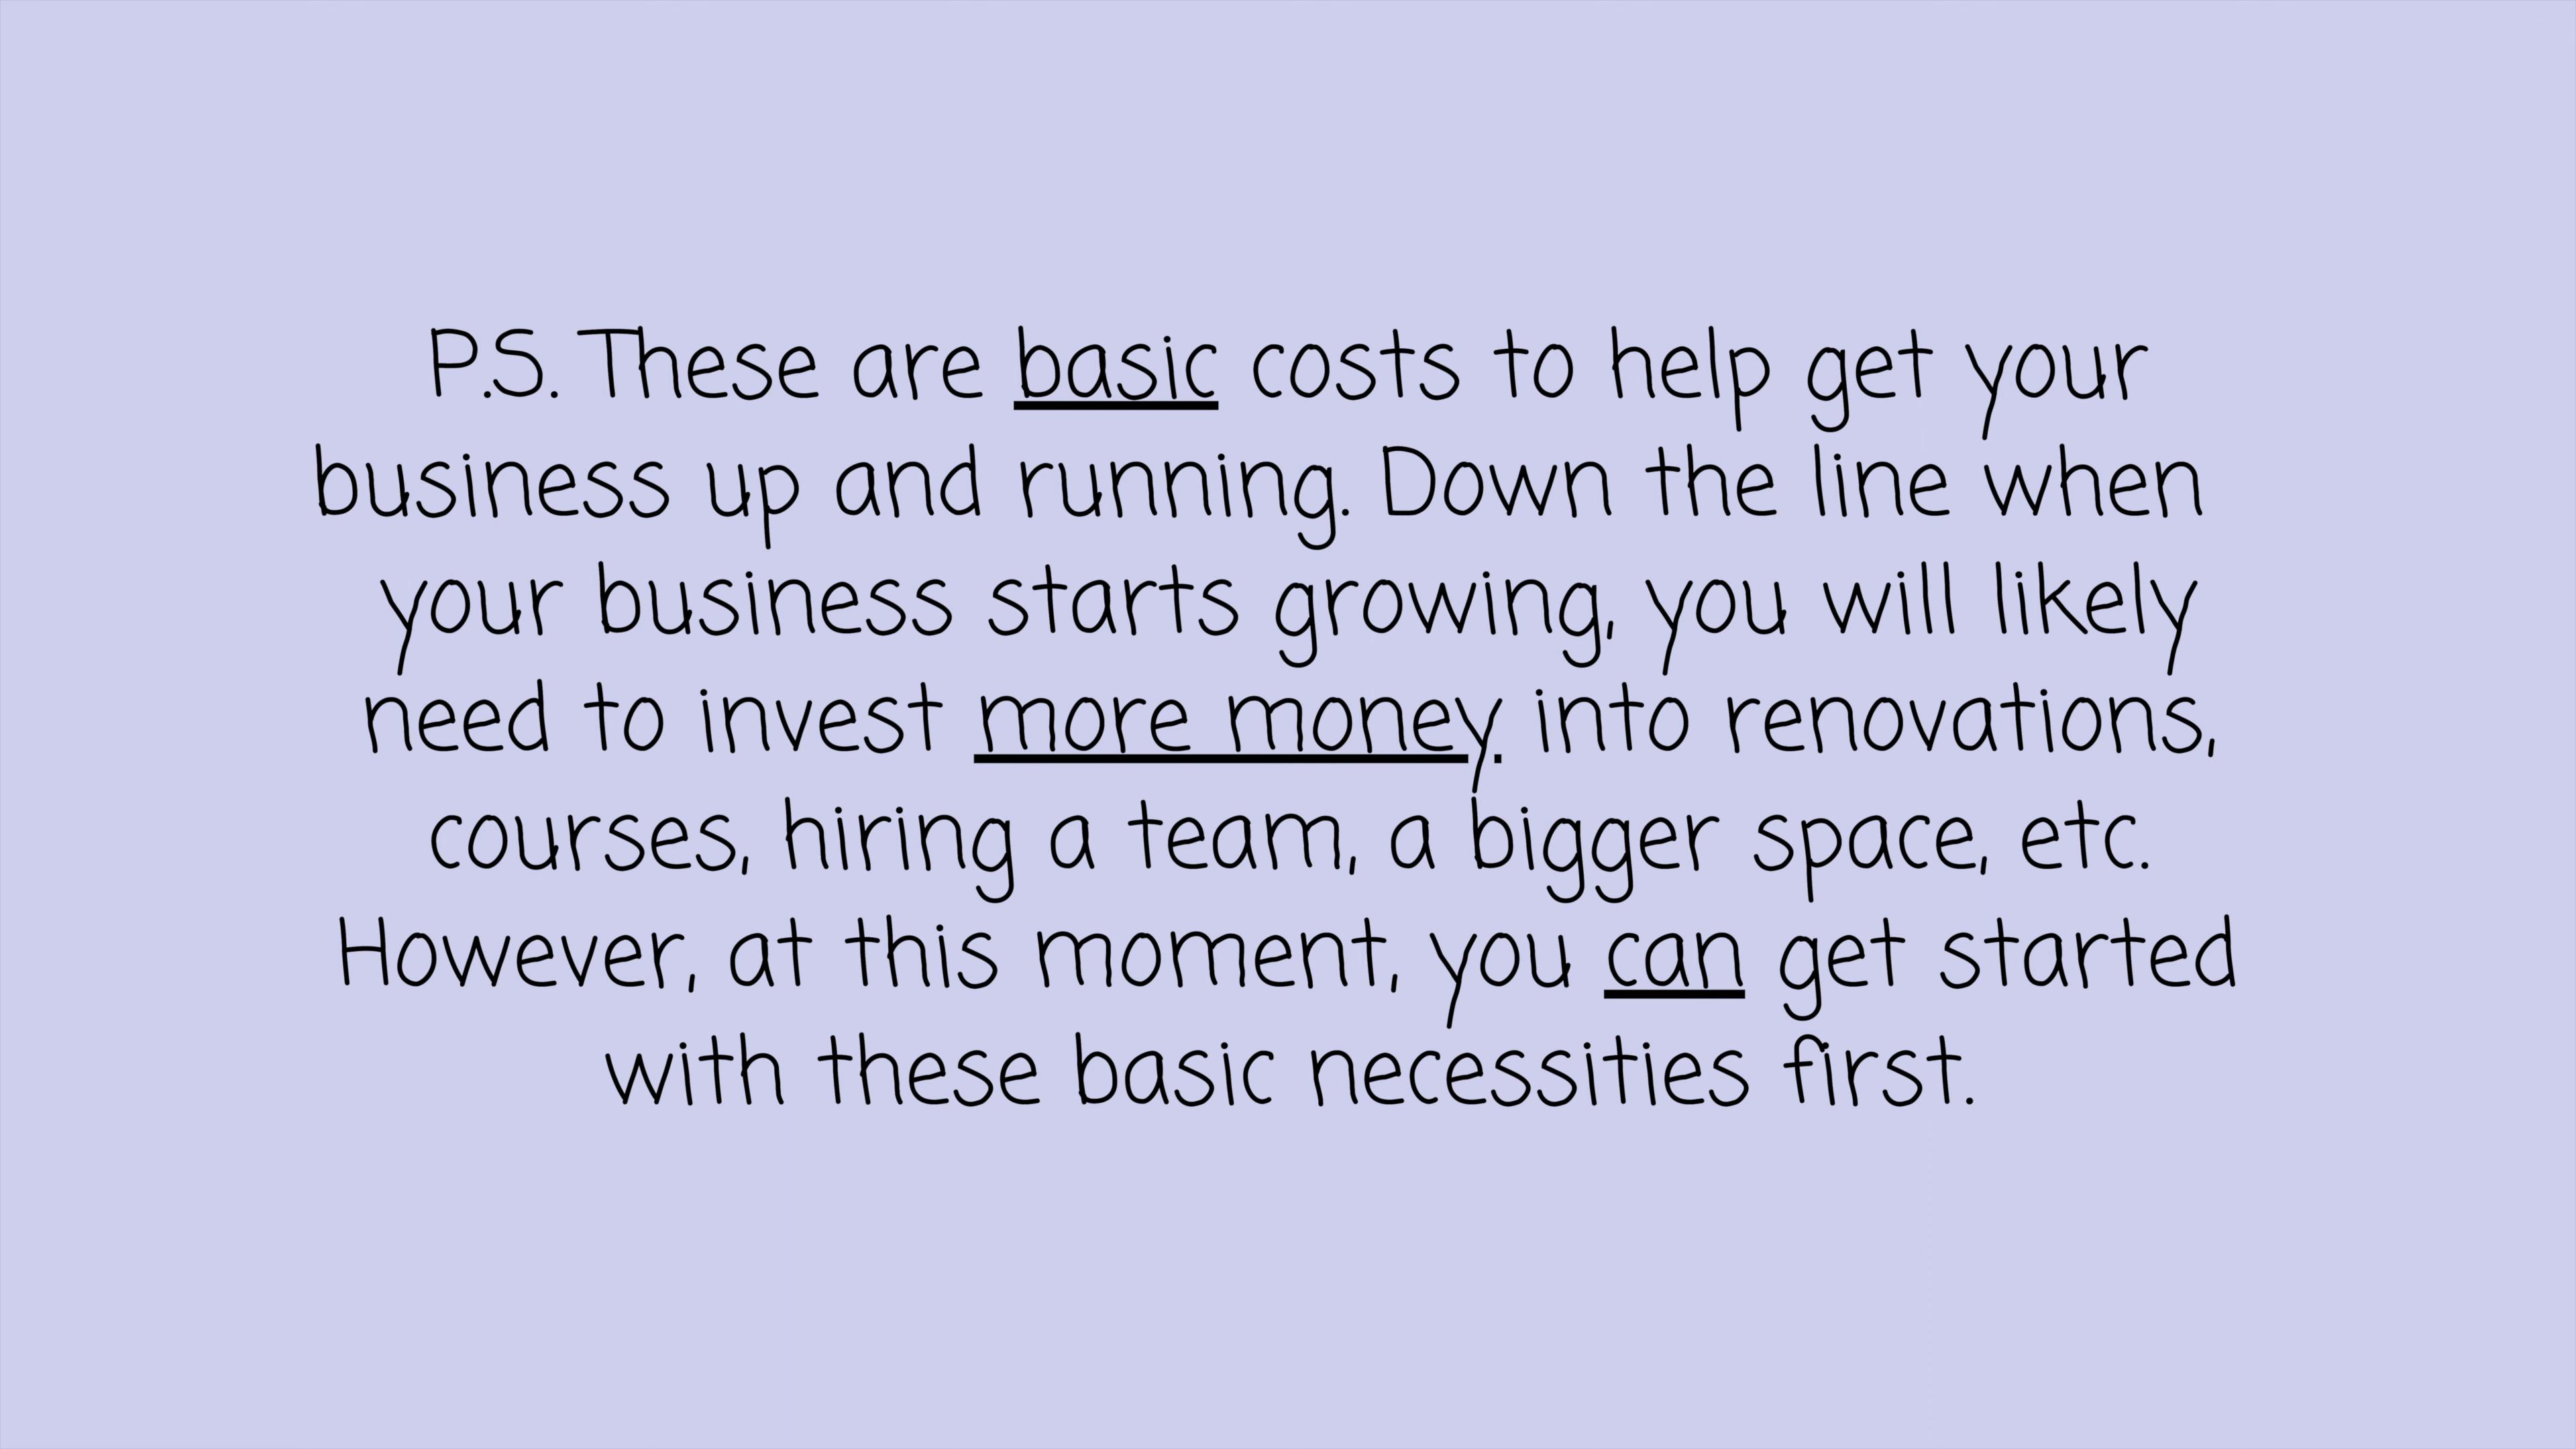 P.S. These are basic costs to help get your
business up and running. Down the line when
your business starts growing, you will likely
need to invest more money into renovations,
courses, hiring a team, a bigger space, etc.
However, at this moment, you can get started
with these basic necessities first.